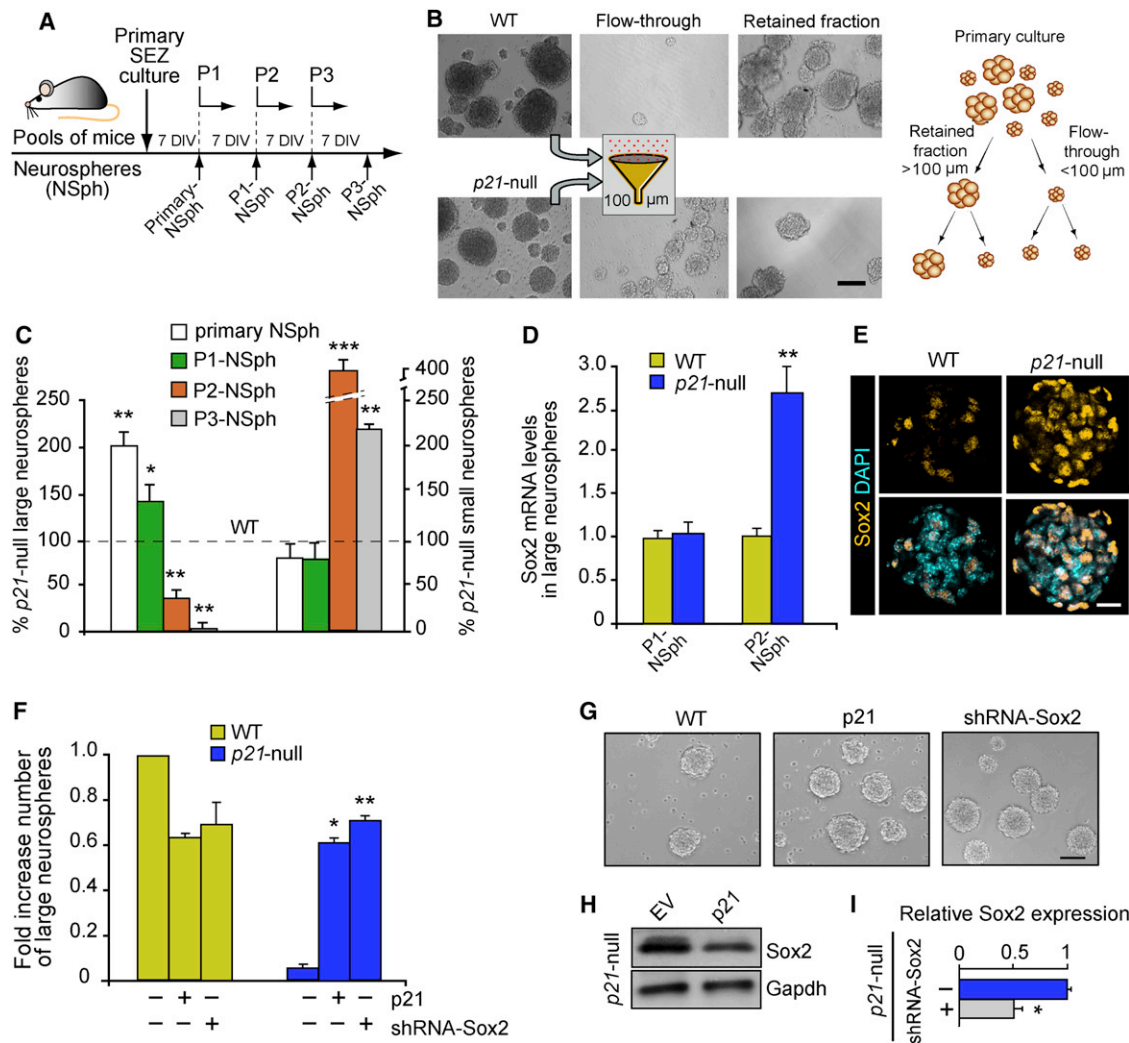 A
Primary
SEZ
culture
P1
P2
P3
Pools of mice
7 DIV
7 DIV
7 DIV
7 DIV
Neurospheres
(NSph)
Primary-
NSph
P1-
NSph
P2-
NSph
P3-
NSph
B
WT
Flow-through
Retained fraction
p21-null
100 µm
Primary culture
Retained
fraction
>100 µm
Flow-
through
<100 µm
C
primary NSph
P1-NSph
P2-NSph
P3-NSph
% p21-null large neurospheres
250
200
150
100
50
0
**
*
**
**
WT
***
**
400
250
200
150
100
50
0
% p21-null small neurospheres
D
WT
p21-null
Sox2 mRNA levels
in large neurospheres
3.0
2.5
2.0
1.5
1.0
0.5
0
**
P1-
NSph
P2-
NSph
E
WT
p21-null
Sox2 DAPI
F
WT
p21-null
Fold increase number
of large neurospheres
1.0
0.8
0.6
0.4
0.2
0
*
**
− + − − + − p21
− − + − − + shRNA-Sox2
G
WT
p21
shRNA-Sox2
H
EV
p21
p21-null
Sox2
Gapdh
I
Relative Sox2 expression
0
0.5
1
p21-null
shRNA-Sox2
−
+
*